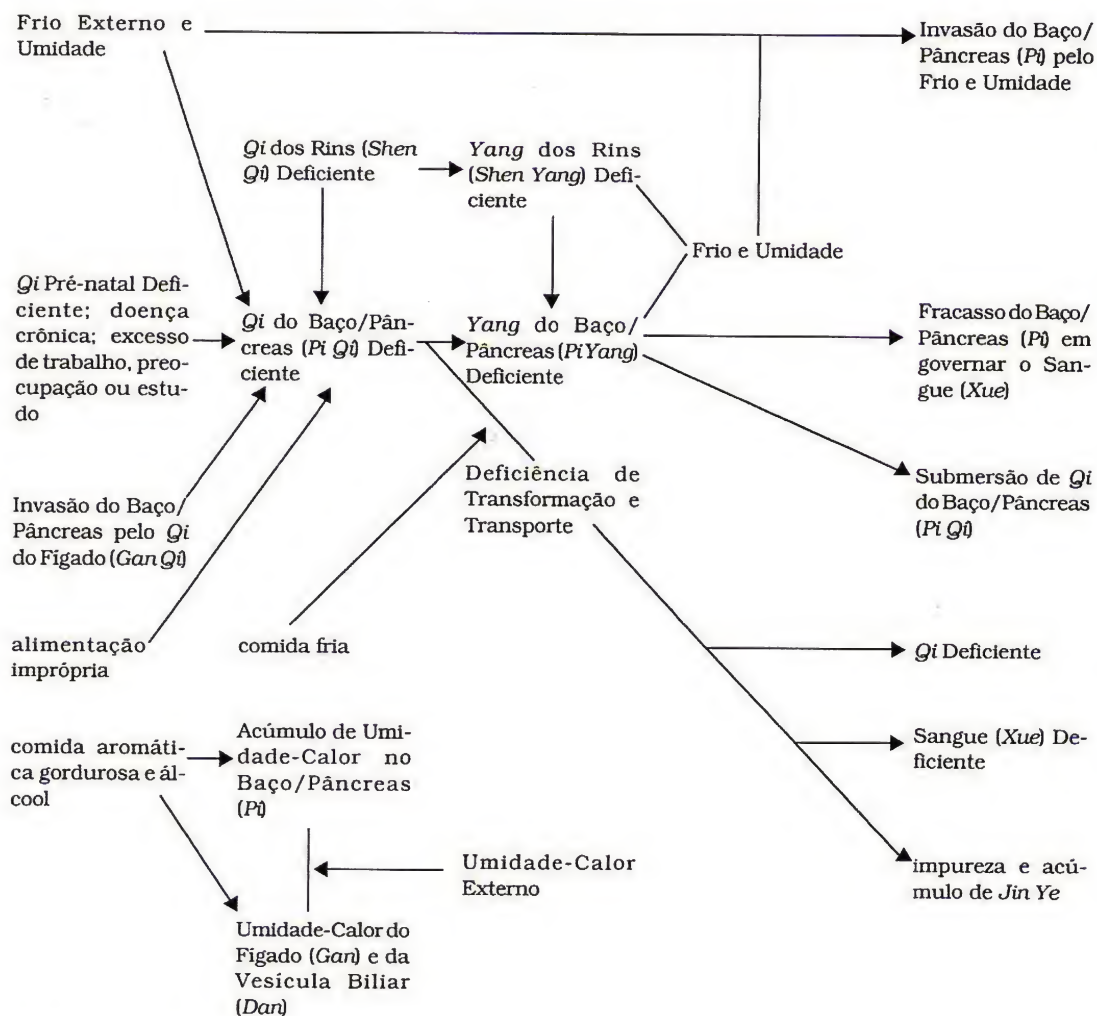 Frio Externo e
Umidade
Invasão do Baço/
Pâncreas (Pi) pelo
Frio e Umidade
Qi dos Rins (Shen
Qi) Deficiente
Yang dos Rins
(Shen Yang) Defi-
ciente
Frio e Umidade
Qi Pré-natal Defi-
ciente; doença
crônica; excesso
de trabalho, preo-
cupação ou estu-
do
Qi do Baço/Pân-
creas (Pi Qi) Defi-
ciente
Yang do Baço/
Pâncreas (Pi Yang)
Deficiente
Fracasso do Baço/
Pâncreas (Pi) em
governar o San-
gue (Xue)
Invasão do Baço/
Pâncreas pelo Qi
do Fígado (Gan Qi)
Deficiência de
Transformação e
Transporte
Submersão de Qi
do Baço/Pâncreas
(Pi Qi)
alimentação
imprópria
comida fria
Qi Deficiente
comida aromáti-
ca gordurosa e ál-
cool
Acúmulo de Umi-
dade-Calor no
Baço/Pâncreas
(Pi)
Sangue (Xue) De-
ficiente
Umidade-Calor
Externo
impureza e acú-
mulo de Jin Ye
Umidade-Calor do
Fígado (Gan) e da
Vesícula Biliar
(Dan)